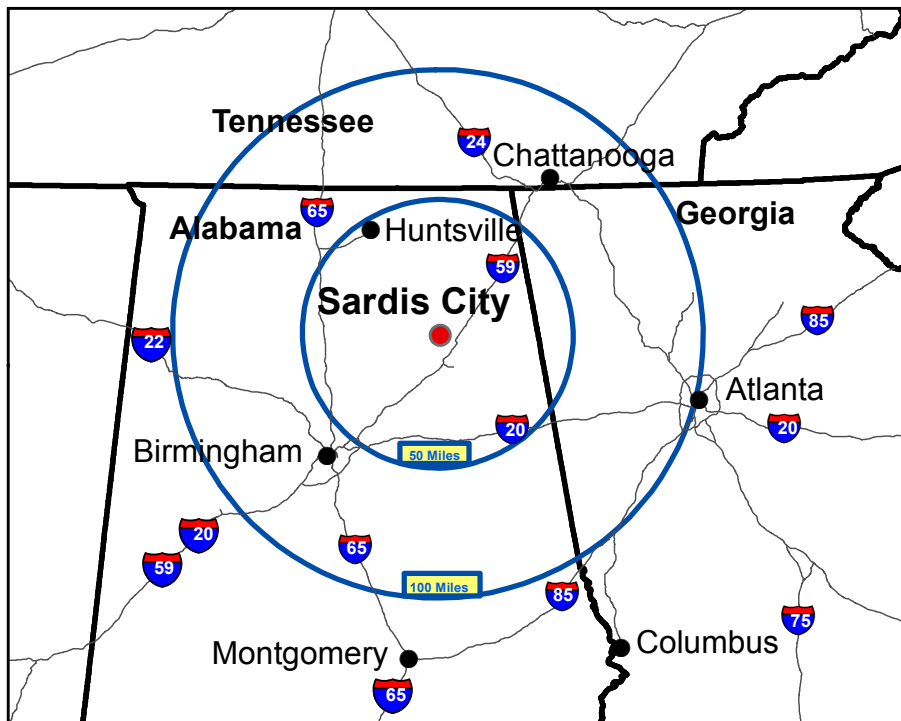 Tennessee
24
Chattanooga
65
Alabama
Georgia
Huntsville
59
Sardis City
22
85
Atlanta
20
20
Birmingham
50 Miles
20
65
59
100 Miles
85
75
Montgomery
Columbus
65